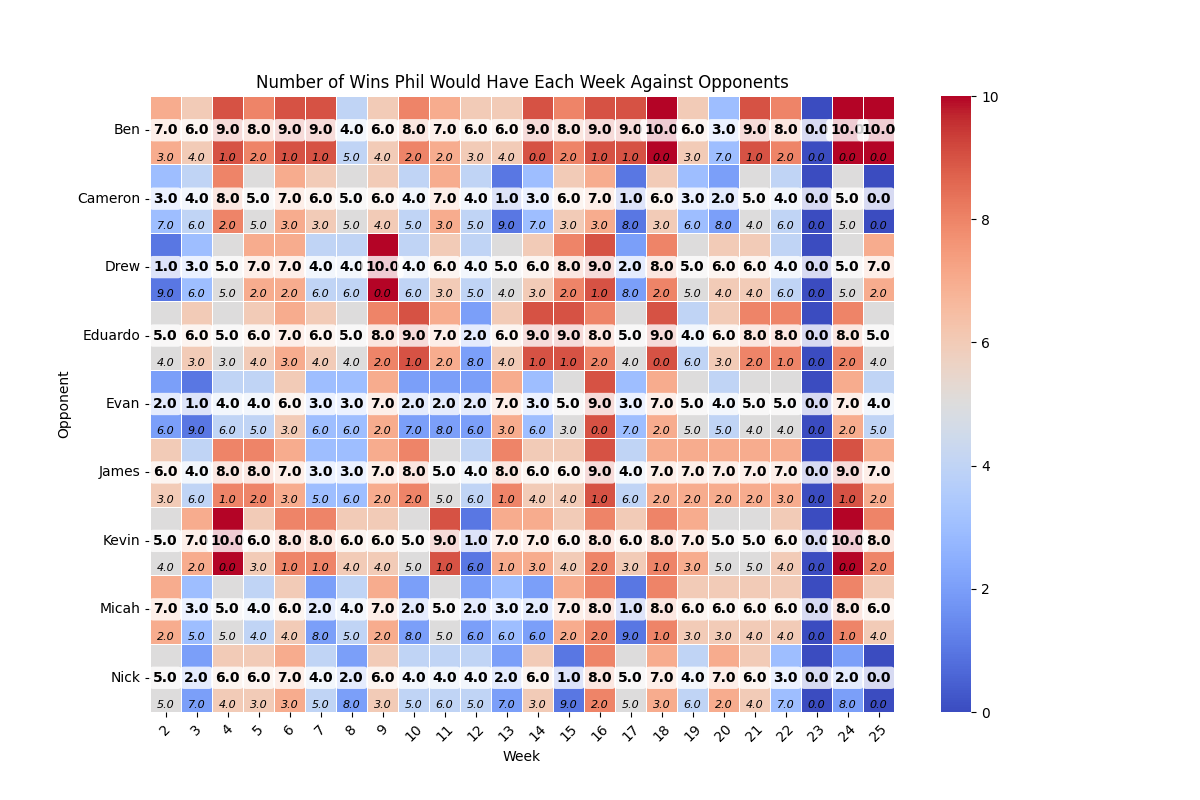 Number of Wins Phil Would Have Each Week Against Opponents
10
Ben 7.0 6.0 9.0 8.0 9.0 9.0 4.0 6.0 8.0 7.0 6.0 6.0 9.0 8.0 9.0 9.0 10.0 6.0 3.0 9.0 8.0 0.0 10.0 10.0
3.0 4.0 1.0 2.0 1.0 1.0 5.0 4.0 2.0 2.0 3.0 4.0 0.0 2.0 1.0 1.0 0.0 3.0 7.0 1.0 2.0 0.0 0.0 0.0
Cameron 3.0 4.0 8.0 5.0 7.0 6.0 5.0 6.0 4.0 7.0 4.0 1.0 3.0 6.0 7.0 1.0 6.0 3.0 2.0 5.0 4.0 0.0 5.0 0.0
7.0 6.0 2.0 5.0 3.0 3.0 5.0 4.0 5.0 3.0 5.0 9.0 7.0 3.0 3.0 8.0 3.0 6.0 8.0 4.0 6.0 0.0 5.0 0.0
8
Drew 1.0 3.0 5.0 7.0 7.0 4.0 4.0 10.0 4.0 6.0 4.0 5.0 6.0 8.0 9.0 2.0 8.0 5.0 6.0 6.0 4.0 0.0 5.0 7.0
9.0 6.0 5.0 2.0 2.0 6.0 6.0 0.0 6.0 3.0 5.0 4.0 3.0 2.0 1.0 8.0 2.0 5.0 4.0 4.0 6.0 0.0 5.0 2.0
Eduardo 5.0 6.0 5.0 6.0 7.0 6.0 5.0 8.0 9.0 7.0 2.0 6.0 9.0 9.0 8.0 5.0 9.0 4.0 6.0 8.0 8.0 0.0 8.0 5.0
6
4.0 3.0 3.0 4.0 3.0 4.0 4.0 2.0 1.0 2.0 8.0 4.0 1.0 1.0 2.0 4.0 0.0 6.0 3.0 2.0 1.0 0.0 2.0 4.0
Opponent
Evan 2.0 1.0 4.0 4.0 6.0 3.0 3.0 7.0 2.0 2.0 2.0 7.0 3.0 5.0 9.0 3.0 7.0 5.0 4.0 5.0 5.0 0.0 7.0 4.0
6.0 9.0 6.0 5.0 3.0 6.0 6.0 2.0 7.0 8.0 6.0 3.0 6.0 3.0 0.0 7.0 2.0 5.0 5.0 4.0 4.0 0.0 2.0 5.0
4
James 6.0 4.0 8.0 8.0 7.0 3.0 3.0 7.0 8.0 5.0 4.0 8.0 6.0 6.0 9.0 4.0 7.0 7.0 7.0 7.0 7.0 0.0 9.0 7.0
3.0 6.0 1.0 2.0 3.0 5.0 6.0 2.0 2.0 5.0 6.0 1.0 4.0 4.0 1.0 6.0 2.0 2.0 2.0 2.0 3.0 0.0 1.0 2.0
Kevin 5.0 7.0 10.0 6.0 8.0 8.0 6.0 6.0 5.0 9.0 1.0 7.0 7.0 6.0 8.0 6.0 8.0 7.0 5.0 5.0 6.0 0.0 10.0 8.0
4.0 2.0 0.0 3.0 1.0 1.0 4.0 4.0 5.0 1.0 6.0 1.0 3.0 4.0 2.0 3.0 1.0 3.0 5.0 5.0 4.0 0.0 0.0 2.0
2
Micah 7.0 3.0 5.0 4.0 6.0 2.0 4.0 7.0 2.0 5.0 2.0 3.0 2.0 7.0 8.0 1.0 8.0 6.0 6.0 6.0 6.0 0.0 8.0 6.0
2.0 5.0 5.0 4.0 4.0 8.0 5.0 2.0 8.0 5.0 6.0 6.0 6.0 2.0 2.0 9.0 1.0 3.0 3.0 4.0 4.0 0.0 1.0 4.0
Nick 5.0 2.0 6.0 6.0 7.0 4.0 2.0 6.0 4.0 4.0 4.0 2.0 6.0 1.0 8.0 5.0 7.0 4.0 7.0 6.0 3.0 0.0 2.0 0.0
5.0 7.0 4.0 3.0 3.0 5.0 8.0 3.0 5.0 6.0 5.0 7.0 3.0 9.0 2.0 5.0 3.0 6.0 2.0 4.0 7.0 0.0 8.0 0.0
0
2 3 4 5 6 7 8 9 10 11 12 13 14 15 16 17 18 19 20 21 22 23 24 25
Week